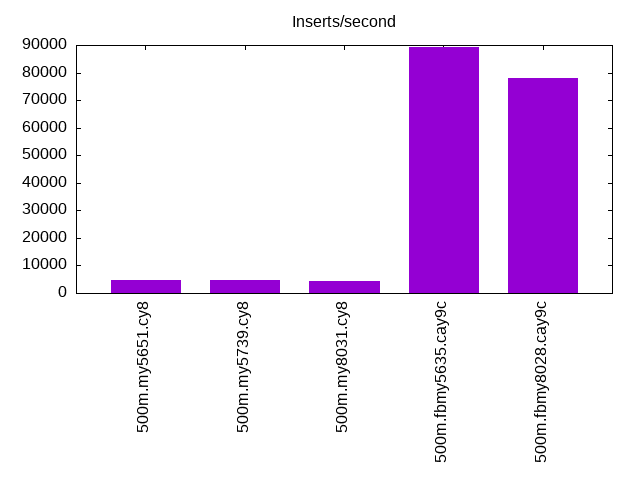 Inserts/second
90000
80000
70000
60000
50000
40000
30000
20000
10000
0
500m.my5651.cy8
500m.my5739.cy8
500m.my8031.cy8
500m.fbmy5635.cay9c
500m.fbmy8028.cay9c